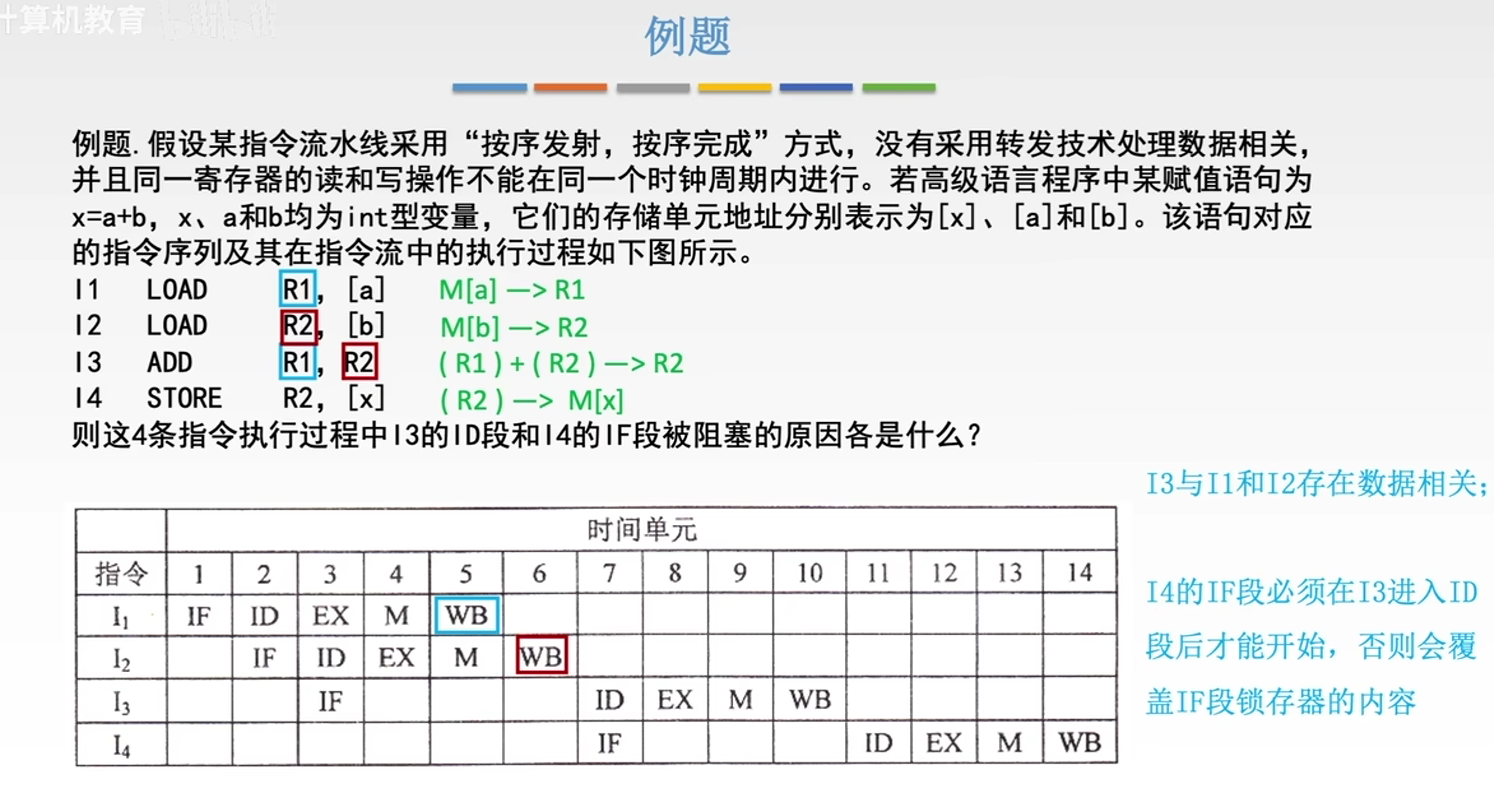 计算机教育
例题
例题. 假设某指令流水线采用“按序发射，按序完成”方式，没有采用转发技术处理数据相关，
并且同一寄存器的读和写操作不能在同一个时钟周期内进行。若高级语言程序中某赋值语句为
x=a+b，x、a和b均为int型变量，它们的存储单元地址分别表示为[x]、[a]和[b]。该语句对应
的指令序列及其在指令流中的执行过程如下图所示。
I1 LOAD R1, [a] M[a] —> R1
I2 LOAD R2, [b] M[b] —> R2
I3 ADD R1, R2 ( R1 ) + ( R2 ) —> R2
I4 STORE R2, [x] ( R2 ) —> M[x]
则这4条指令执行过程中I3的ID段和I4的IF段被阻塞的原因各是什么？
I3与I1和I2存在数据相关；
I4的IF段必须在I3进入ID
段后才能开始，否则会覆
盖IF段锁存器的内容
时间单元
指令 1 2 3 4 5 6 7 8 9 10 11 12 13 14
I₁ IF ID EX M WB
I₂ IF ID EX M WB
I₃ IF ID EX M WB
I₄ IF ID EX M WB